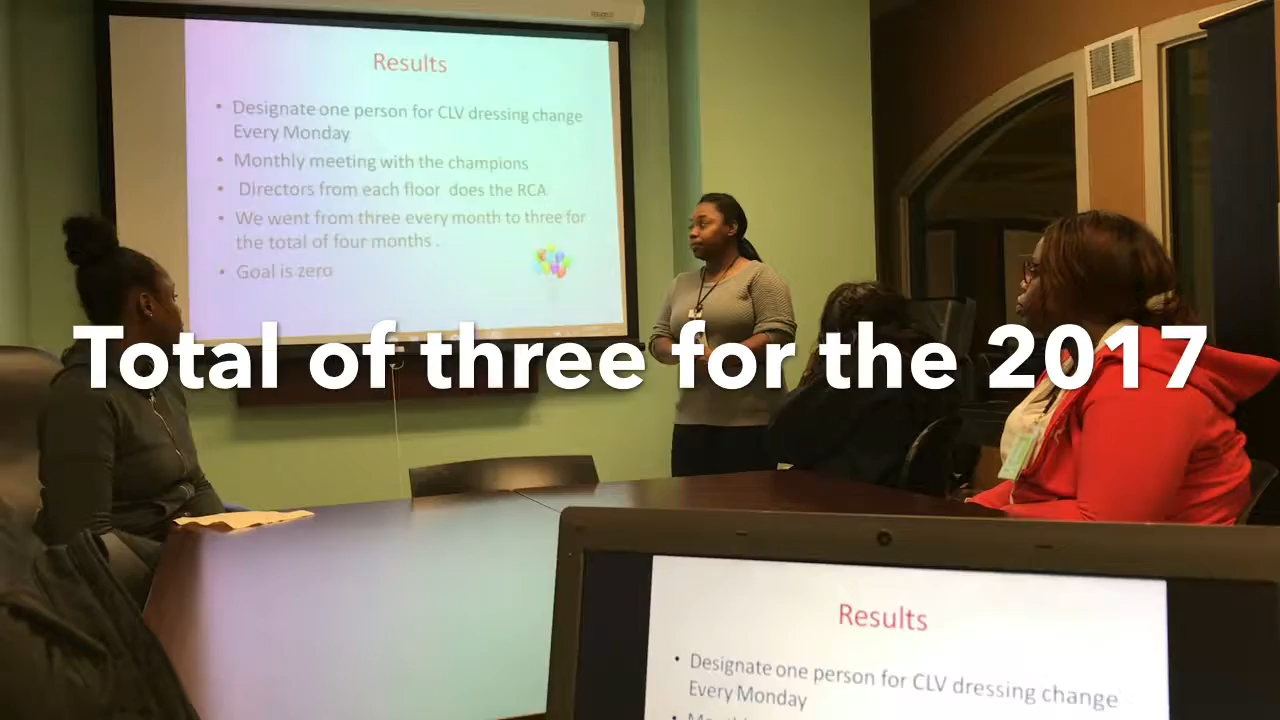 Results
• Designate one person for CLV dressing change
Every Monday
• Monthly meeting with the champions
• Directors from each floor does the RCA
• We went from three every month to three for
the total of four months .
• Goal is zero
Total of three for the 2017
Results
• Designate one person for CLV dressing change
Every Monday